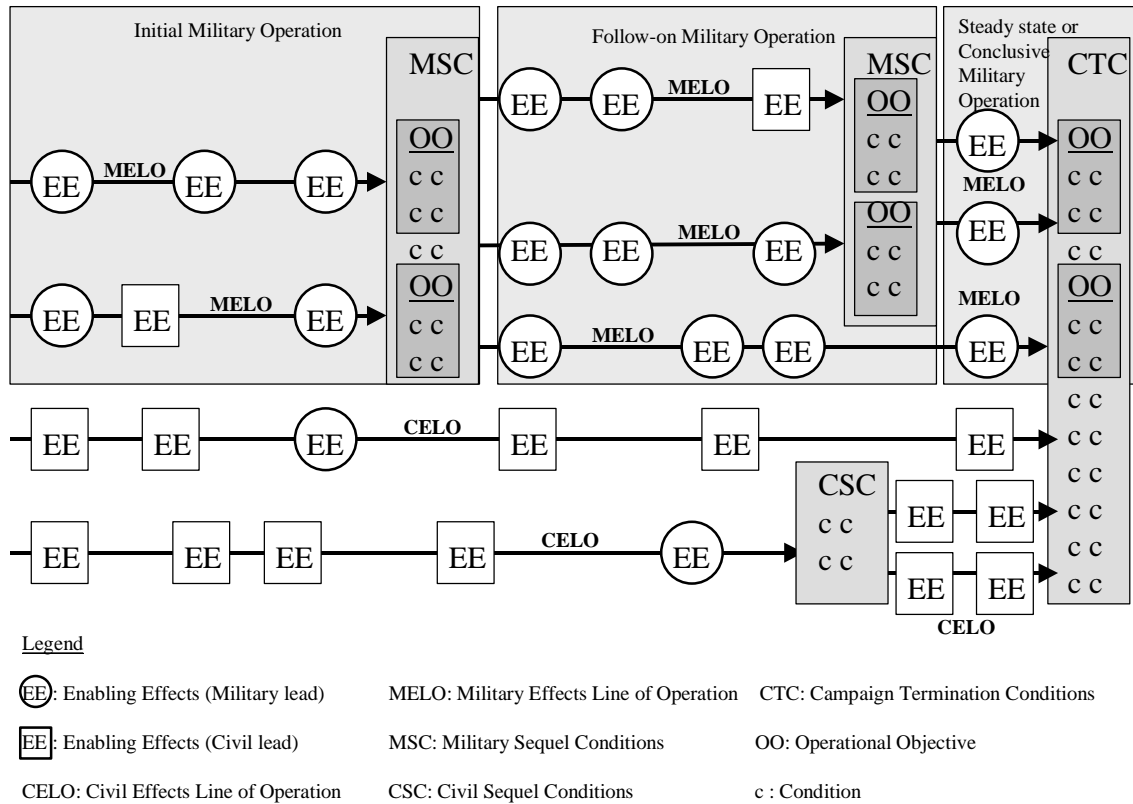 Initial Military Operation
Follow-on Military Operation
Steady state or
Conclusive
Military
Operation
MSC
MSC
CTC
EE EE MELO EE
OO
c c
c c
OO
c c
c c
EE MELO
OO
c c
c c
EE MELO EE EE
c c
c c
EE EE MELO EE
OO
c c
c c
EE MELO
c c
OO
c c
c c
EE EE MELO EE
MELO
EE
OO
c c
c c
EE MELO EE EE
c c
c c
c c
c c
c c
c c
EE EE EE CELO EE EE EE
CSC
c c
c c
EE EE
EE EE EE EE CELO EE
EE EE
CELO
Legend
EE: Enabling Effects (Military lead)
MELO: Military Effects Line of Operation
CTC: Campaign Termination Conditions
EE: Enabling Effects (Civil lead)
MSC: Military Sequel Conditions
OO: Operational Objective
CELO: Civil Effects Line of Operation
CSC: Civil Sequel Conditions
c : Condition